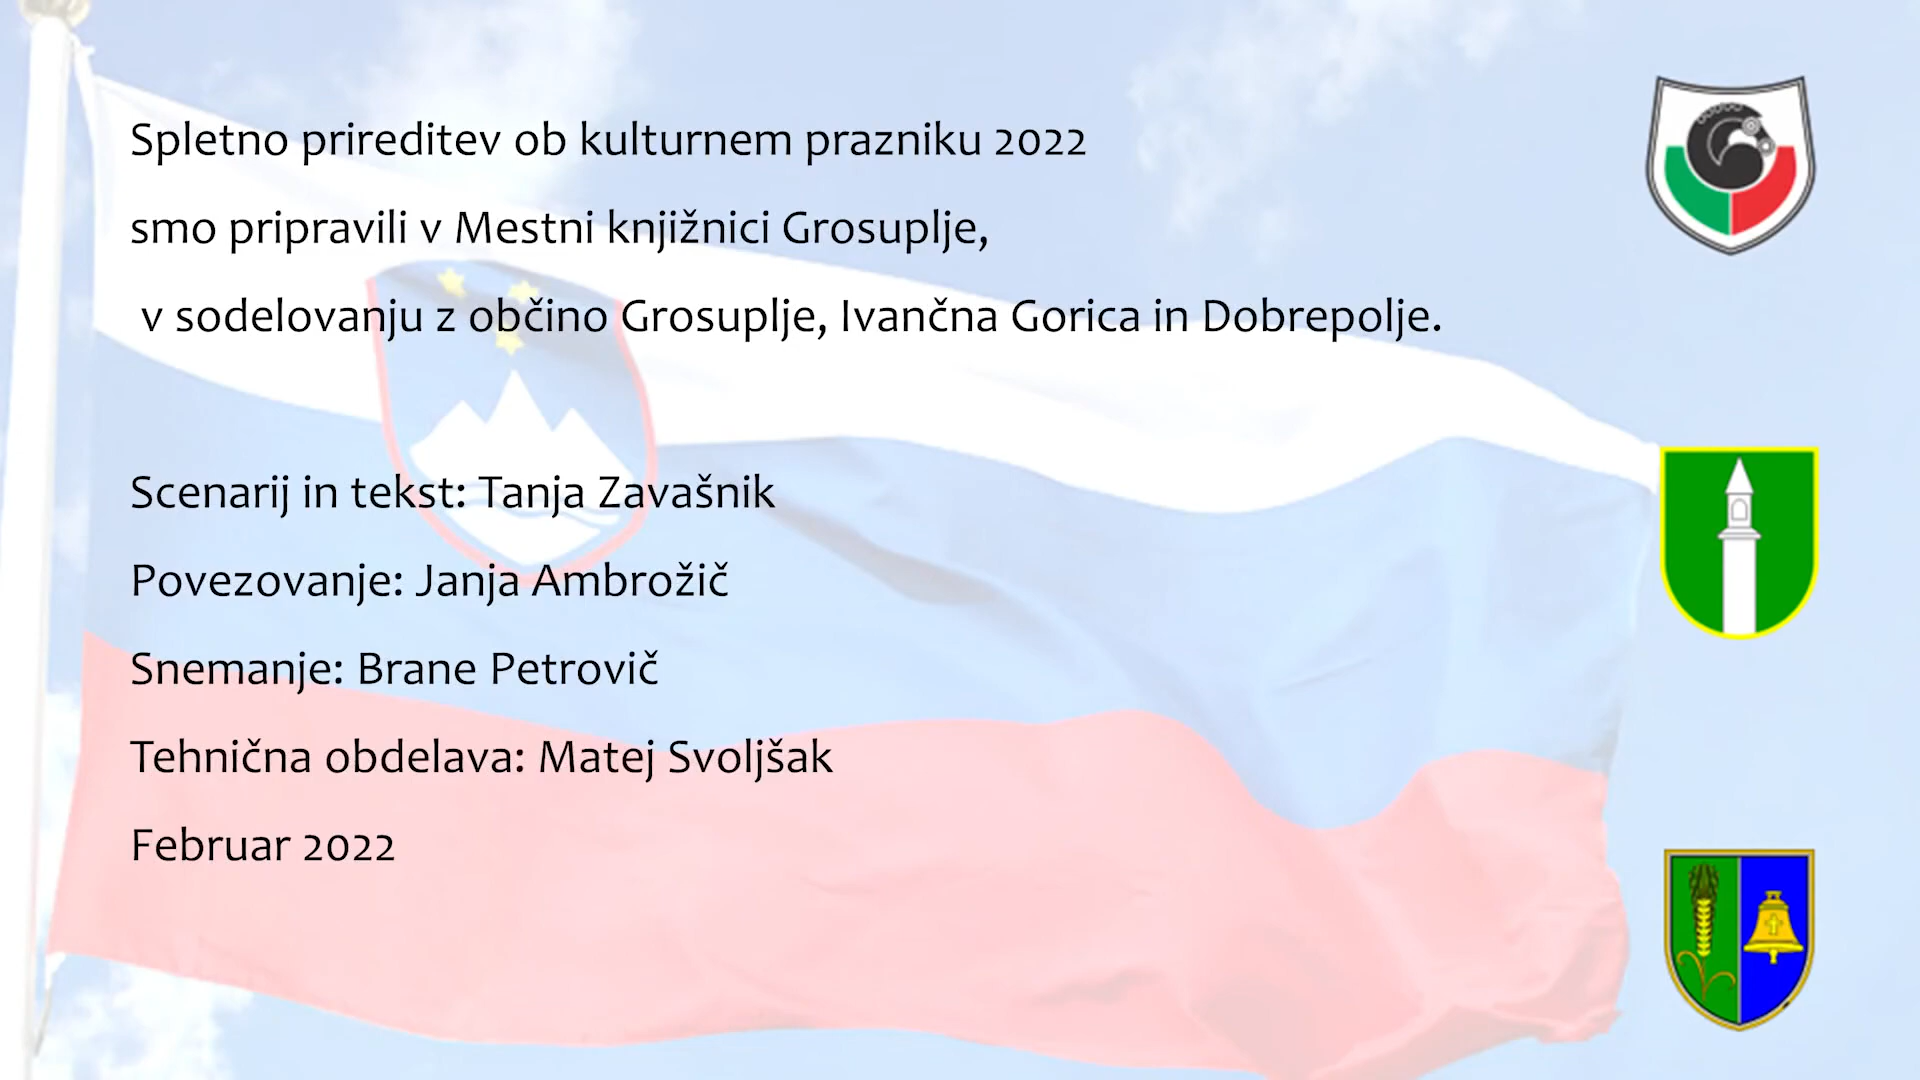 Spletno prireditev ob kulturnem prazniku 2022
smo pripravili v Mestni knjižnici Grosuplje,
v sodelovanju z občino Grosuplje, Ivančna Gorica in Dobrepolje.
Scenarij in tekst: Tanja Zavašnik
Povezovanje: Janja Ambrožič
Snemanje: Brane Petrovič
Tehnična obdelava: Matej Svoljšak
Februar 2022